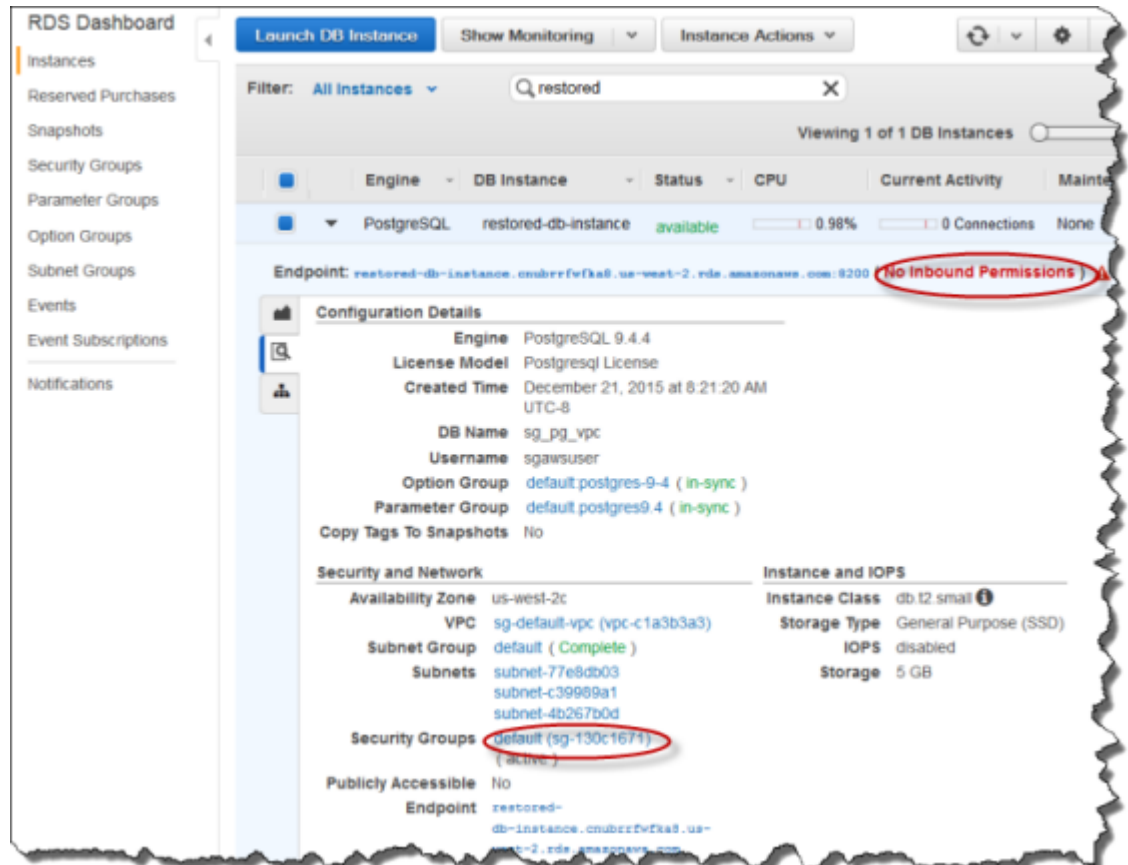 RDS Dashboard
Instances
Reserved Purchases
Snapshots
Security Groups
Parameter Groups
Option Groups
Subnet Groups
Events
Event Subscriptions
Notifications
Launch DB Instance Show Monitoring Instance Actions
Filter: All Instances restored
Viewing 1 of 1 DB Instances
Engine DB Instance Status CPU Current Activity Mainte
PostgreSQL restored-db-instance available 0.98% 0 Connections None
Endpoint: restored-db-instance.cnubrrfwfka8.us-west-2.rds.amazonaws.com:8200 ( No Inbound Permissions )
Configuration Details
Engine PostgreSQL 9.4.4
License Model Postgresql License
Created Time December 21, 2015 at 8:21:20 AM
UTC-8
DB Name sg_pg_vpc
Username sgawsuser
Option Group default:postgres-9-4 ( in-sync )
Parameter Group default.postgres9.4 ( in-sync )
Copy Tags To Snapshots No
Security and Network
Availability Zone us-west-2c
VPC sg-default-vpc (vpc-c1a3b3a3)
Subnet Group default ( Complete )
Subnets subnet-77e8db03
subnet-c39989a1
subnet-4b267b0d
Security Groups default (sg-130c1671)
( active )
Publicly Accessible No
Endpoint restored-
db-instance.cnubrrfwfka8.us-
west-2.rds.amazonaws.com
Instance and IOPS
Instance Class db.t2.small
Storage Type General Purpose (SSD)
IOPS disabled
Storage 5 GB